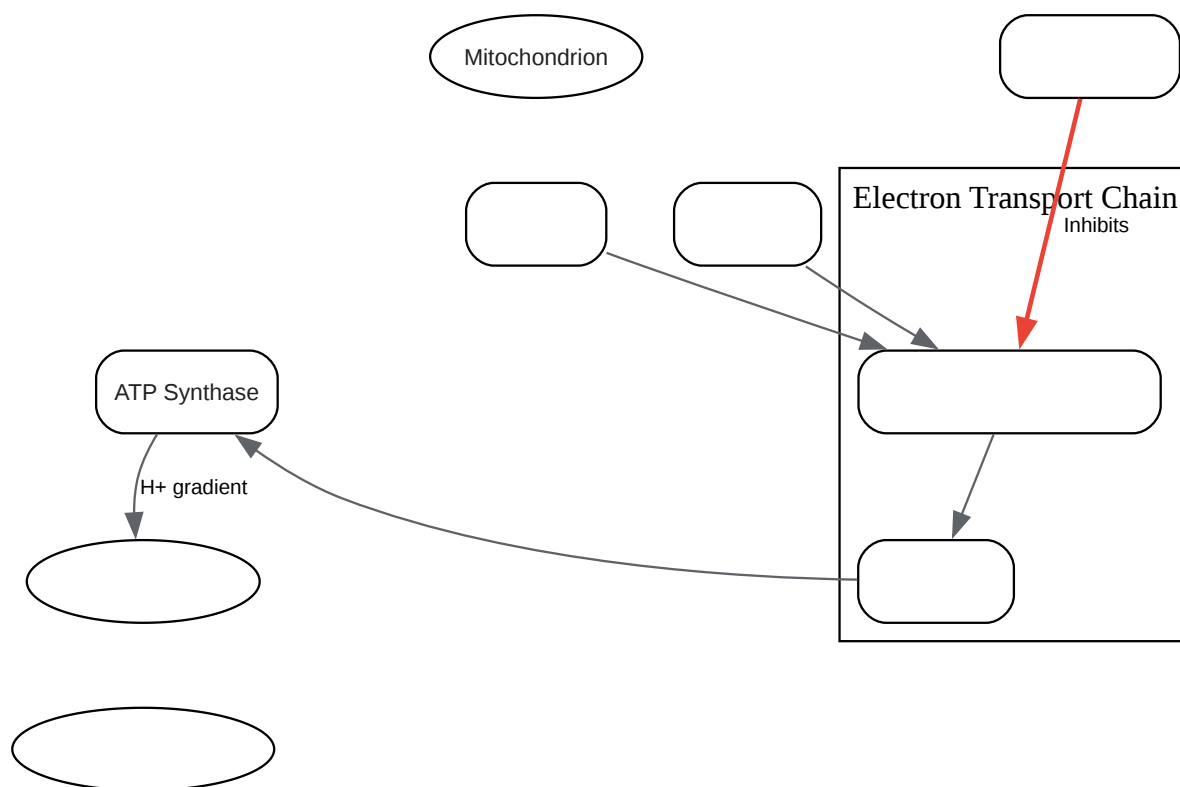 Mitochondrion
Electron Transport Chain
Inhibits
ATP Synthase
H+ gradient